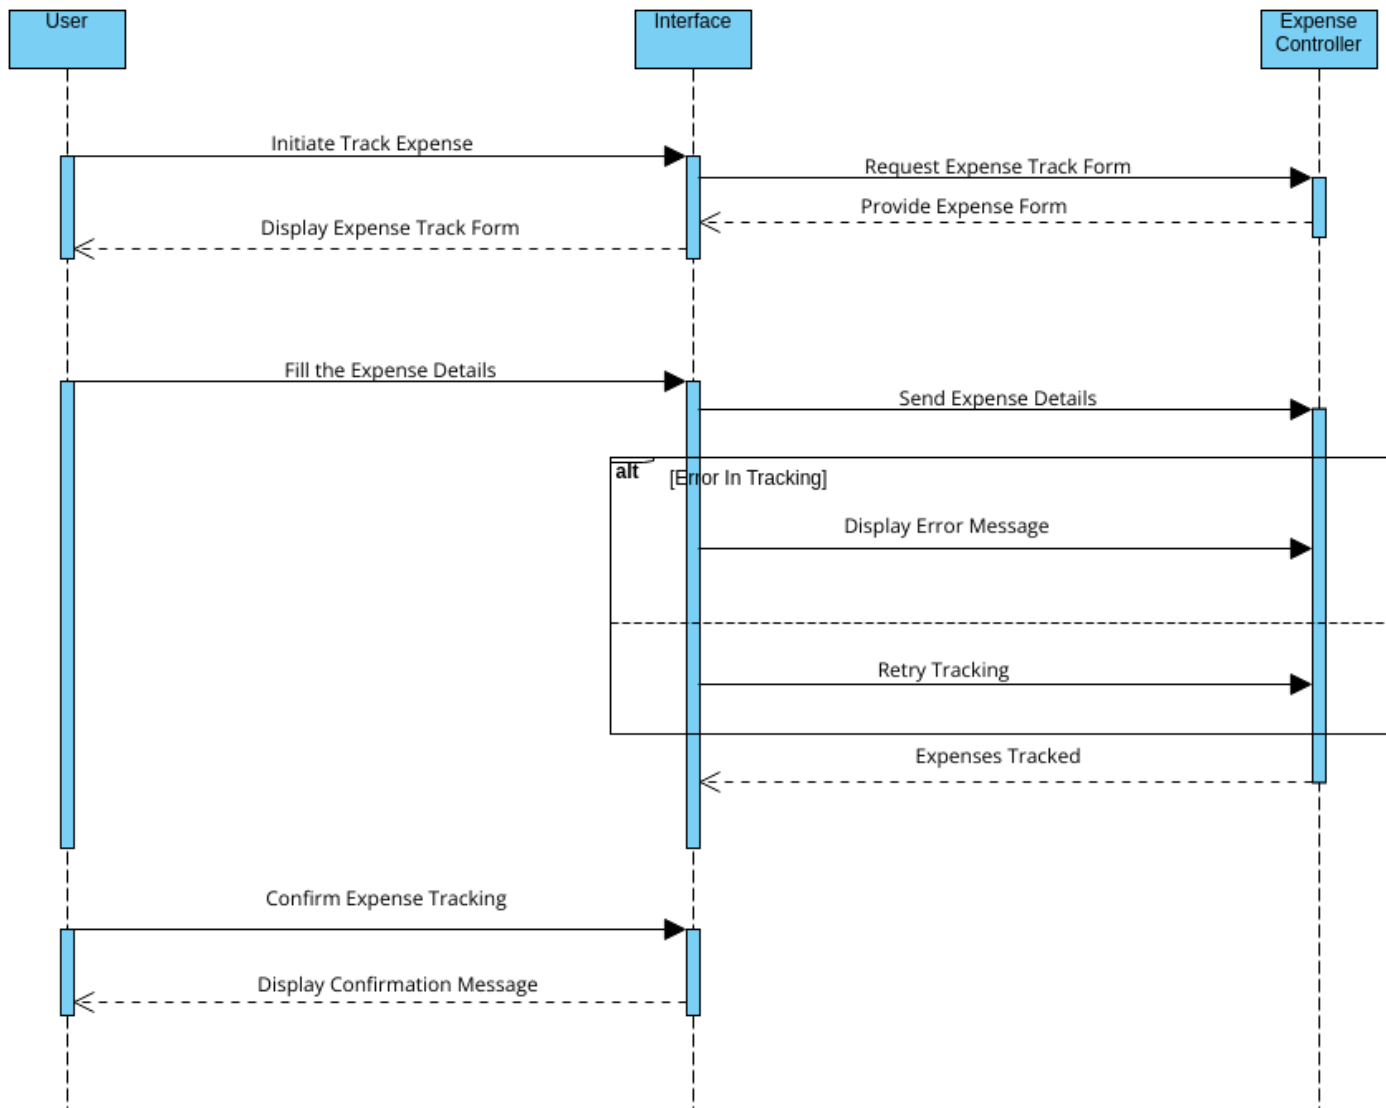 User
Interface
Expense
Controller
Initiate Track Expense
Request Expense Track Form
Provide Expense Form
Display Expense Track Form
Fill the Expense Details
Send Expense Details
alt
[Error In Tracking]
Display Error Message
Retry Tracking
Expenses Tracked
Confirm Expense Tracking
Display Confirmation Message